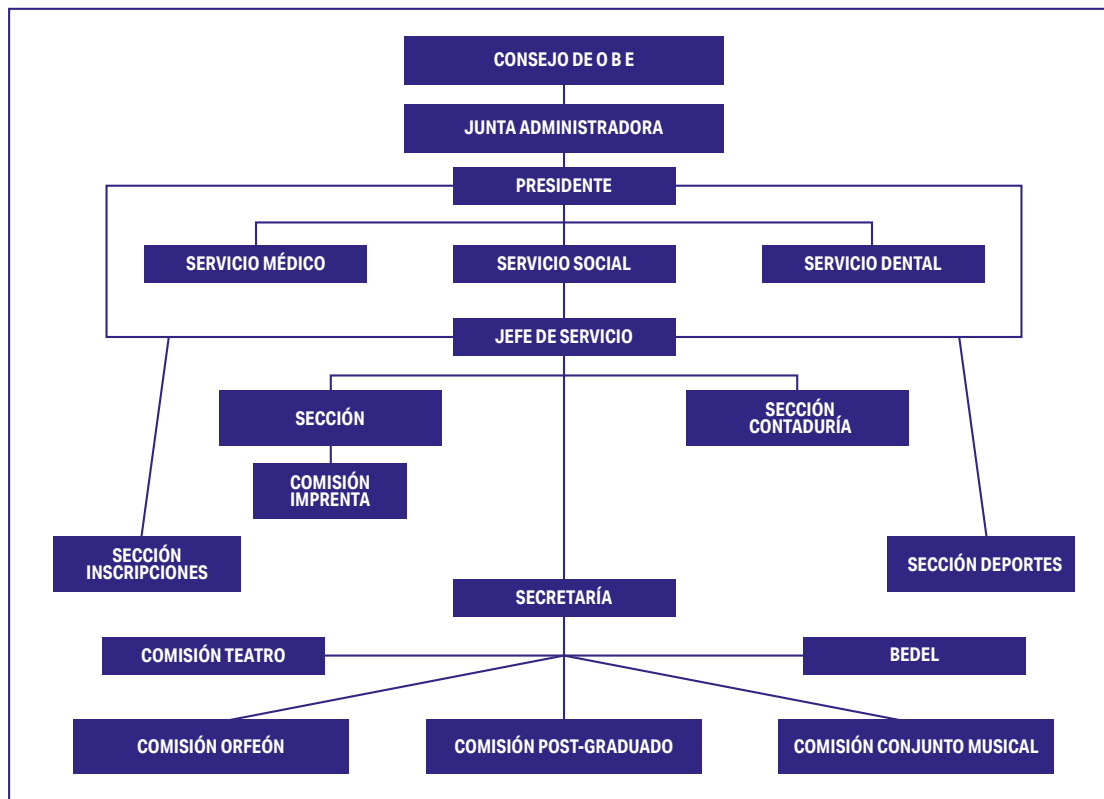 CONSEJO DE O B E
JUNTA ADMINISTRADORA
PRESIDENTE
SERVICIO MÉDICO
SERVICIO SOCIAL
SERVICIO DENTAL
JEFE DE SERVICIO
SECCIÓN
SECCIÓN
CONTADURÍA
COMISIÓN
IMPRENTA
SECCIÓN
INSCRIPCIONES
SECCIÓN DEPORTES
SECRETARÍA
COMISIÓN TEATRO
BEDEL
COMISIÓN ORFEÓN
COMISIÓN POST-GRADUADO
COMISIÓN CONJUNTO MUSICAL